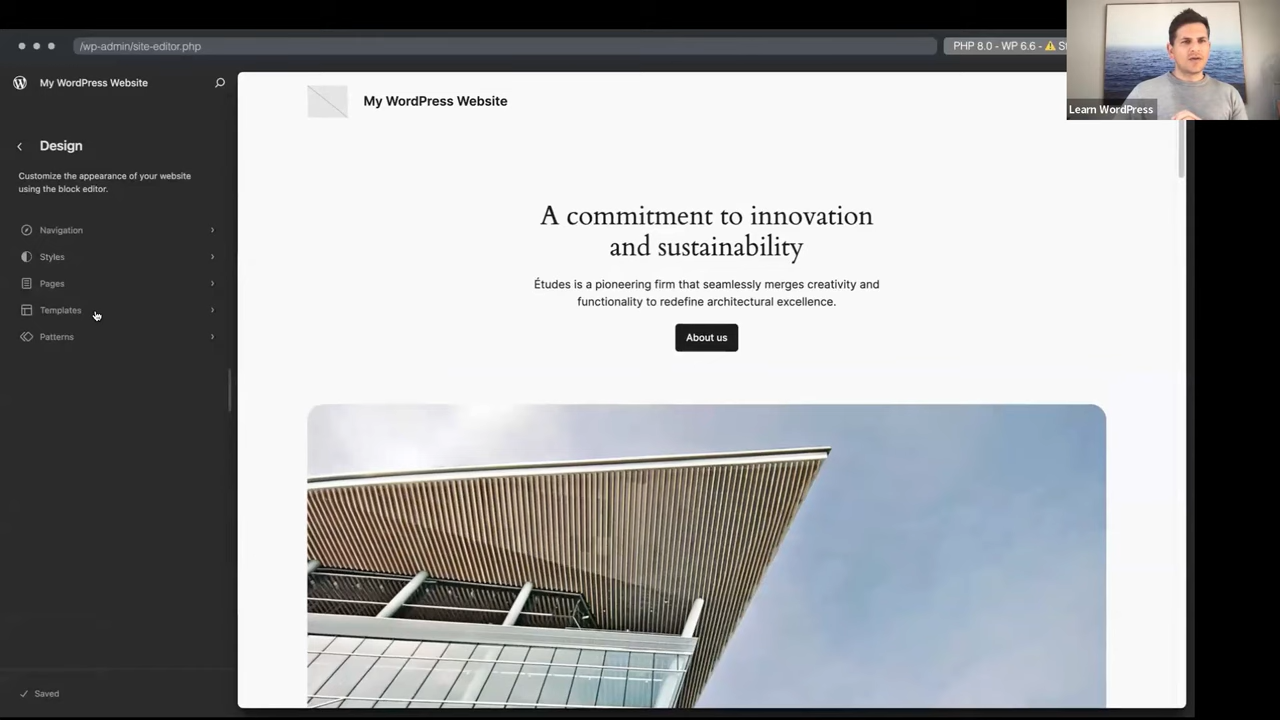 /wp-admin/site-editor.php
PHP 8.0 - WP 6.6 -
My WordPress Website
Design
Customize the appearance of your website
using the block editor.
Navigation
Styles
Pages
Templates
Patterns
Saved
My WordPress Website
A commitment to innovation
and sustainability
Études is a pioneering firm that seamlessly merges creativity and
functionality to redefine architectural excellence.
About us
Learn WordPress